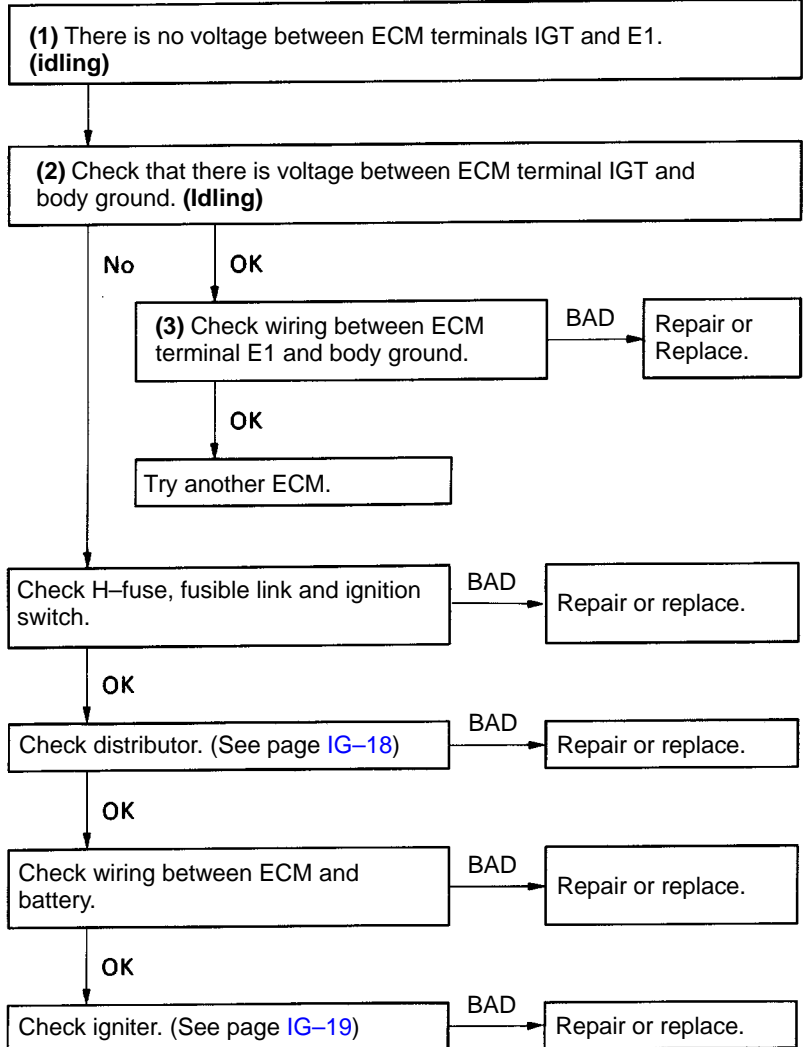 (1) There is no voltage between ECM terminals IGT and E1.
(idling)
(2) Check that there is voltage between ECM terminal IGT and
body ground. (Idling)
No
OK
(3) Check wiring between ECM
terminal E1 and body ground.
BAD
Repair or
Replace.
OK
Try another ECM.
Check H–fuse, fusible link and ignition
switch.
BAD
Repair or replace.
OK
Check distributor. (See page IG–18)
BAD
Repair or replace.
OK
Check wiring between ECM and
battery.
BAD
Repair or replace.
OK
Check igniter. (See page IG–19)
BAD
Repair or replace.